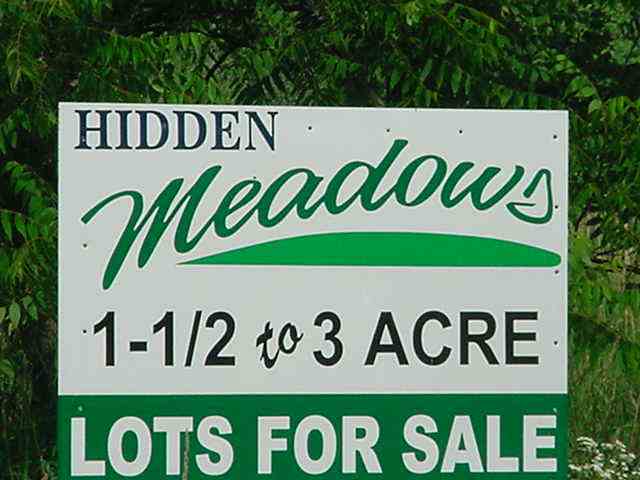 HIDDEN
Meadows
1-1/2 to 3 ACRE
LOTS FOR SALE